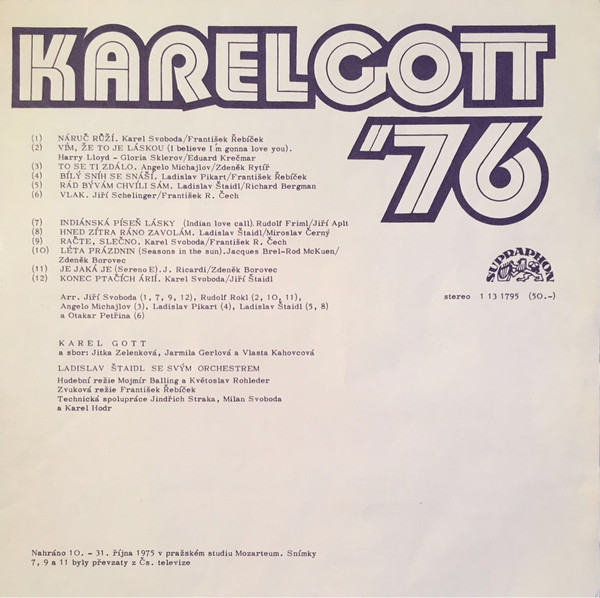 KAREL GOTT
'76
(1) NÁRUČ RŮŽÍ. Karel Svoboda/František Řebíček
(2) VÍM, ŽE TO JE LÁSKOU (I believe I'm gonna love you).
Harry Lloyd - Gloria Sklerov/Eduard Krečmar
(3) TO SE TI ZDÁLO. Angelo Michajlov/Zdeněk Rytíř
(4) BÍLÝ SNÍH SE SNÁŠÍ. Ladislav Pikart/František Řebíček
(5) RÁD BÝVÁM CHVÍLI SÁM. Ladislav Štaidl/Richard Bergman
(6) VLAK. Jiří Schelinger/František R. Čech
(7) INDIÁNSKÁ PÍSEŇ LÁSKY (Indian love call). Rudolf Friml/Jiří Aplt
(8) HNED ZÍTRA RÁNO ZAVOLÁM. Ladislav Štaidl/Miroslav Černý
(9) RAČTE, SLEČNO. Karel Svoboda/František R. Čech
(10) LÉTA PRÁZDNIN (Seasons in the sun). Jacques Brel-Rod McKuen/
Zdeněk Borovec
(11) JE JAKÁ JE (Sereno E). J. Ricardi/Zdeněk Borovec
(12) KONEC PTAČÍCH ÁRIÍ. Karel Svoboda/Jiří Štaidl
Arr. Jiří Svoboda (1, 7, 9, 12), Rudolf Rokl (2, 10, 11),
Angelo Michajlov (3), Ladislav Pikart (4), Ladislav Štaidl (5, 8)
a Otakar Petřina (6)
SUPRAPHON
stereo 1 13 1795 (50.-)
KAREL GOTT
a sbor: Jitka Zelenková, Jarmila Gerlová a Vlasta Kahovcová
LADISLAV ŠTAIDL SE SVÝM ORCHESTREM
Hudební režie Mojmír Balling a Květoslav Rohleder
Zvuková režie František Řebíček
Technická spolupráce Jindřich Straka, Milan Svoboda
a Karel Hodr
Nahráno 10. - 31. října 1975 v pražském studiu Mozarteum. Snímky
7, 9 a 11 byly převzaty z Čs. televize